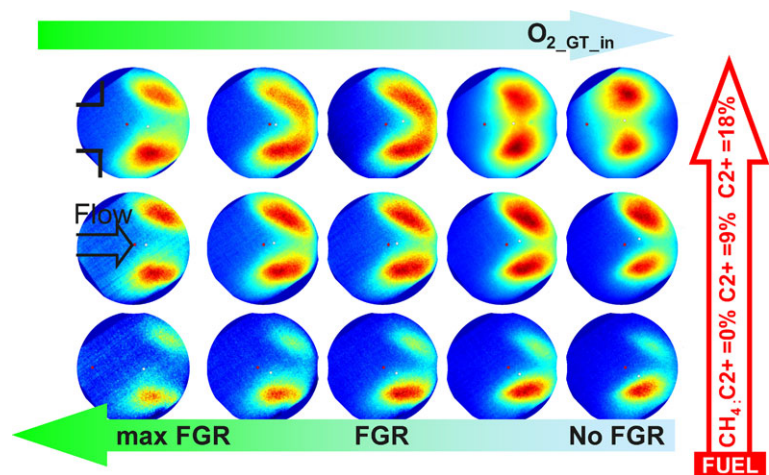 O2_GT_in
Flow
max FGR FGR No FGR
CH4: C2+ =0% C2+ =9% C2+ =18%
FUEL